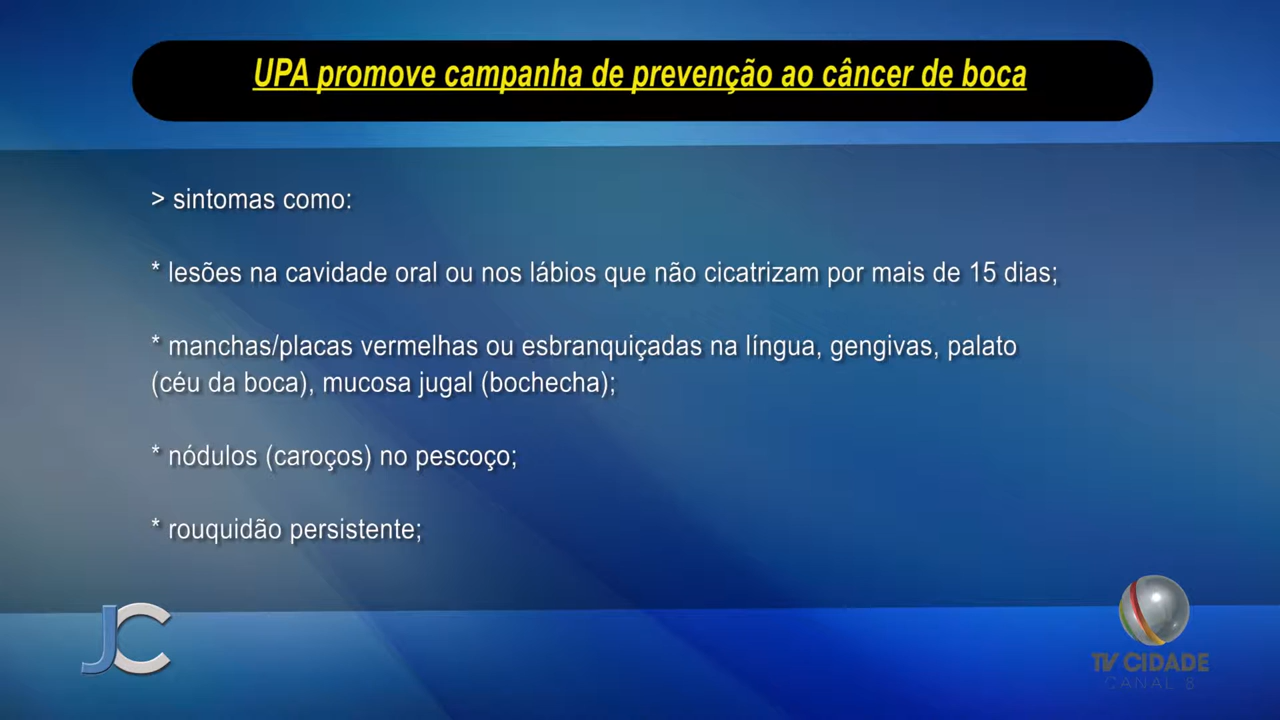 UPA promove campanha de prevenção ao câncer de boca
> sintomas como:
* lesões na cavidade oral ou nos lábios que não cicatrizam por mais de 15 dias;
* manchas/placas vermelhas ou esbranquiçadas na língua, gengivas, palato
(céu da boca), mucosa jugal (bochecha);
* nódulos (caroços) no pescoço;
* rouquidão persistente;
JC
TV CIDADE
CANAL 8